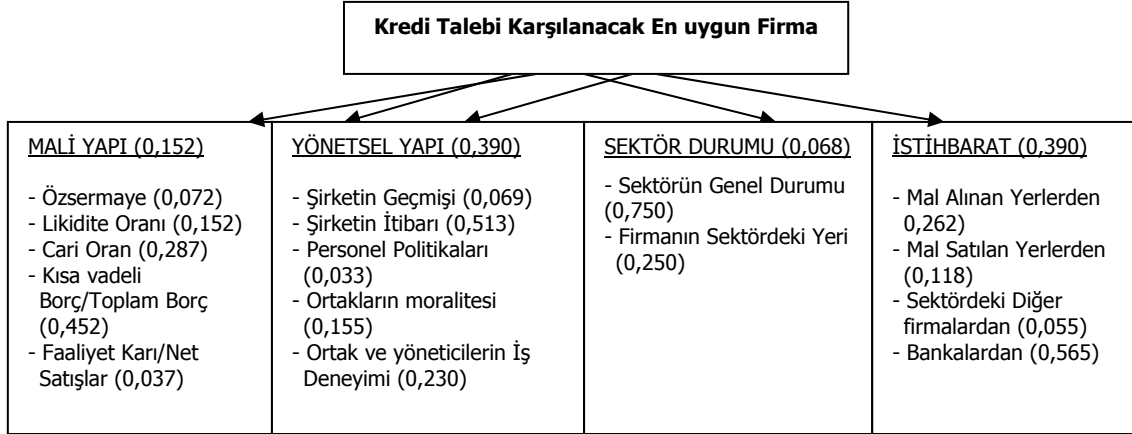 Kredi Talebi Karşılanacak En uygun Firma
MALİ YAPI (0,152)
- Özsermaye (0,072)
- Likidite Oranı (0,152)
- Cari Oran (0,287)
- Kısa vadeli
Borç/Toplam Borç
(0,452)
- Faaliyet Karı/Net
Satışlar (0,037)
YÖNETSEL YAPI (0,390)
- Şirketin Geçmişi (0,069)
- Şirketin İtibarı (0,513)
- Personel Politikaları
(0,033)
- Ortakların moralitesi
(0,155)
- Ortak ve yöneticilerin İş
Deneyimi (0,230)
SEKTÖR DURUMU (0,068)
- Sektörün Genel Durumu
(0,750)
- Firmanın Sektördeki Yeri
(0,250)
İSTİHBARAT (0,390)
- Mal Alınan Yerlerden
0,262)
- Mal Satılan Yerlerden
(0,118)
- Sektördeki Diğer
firmalardan (0,055)
- Bankalardan (0,565)